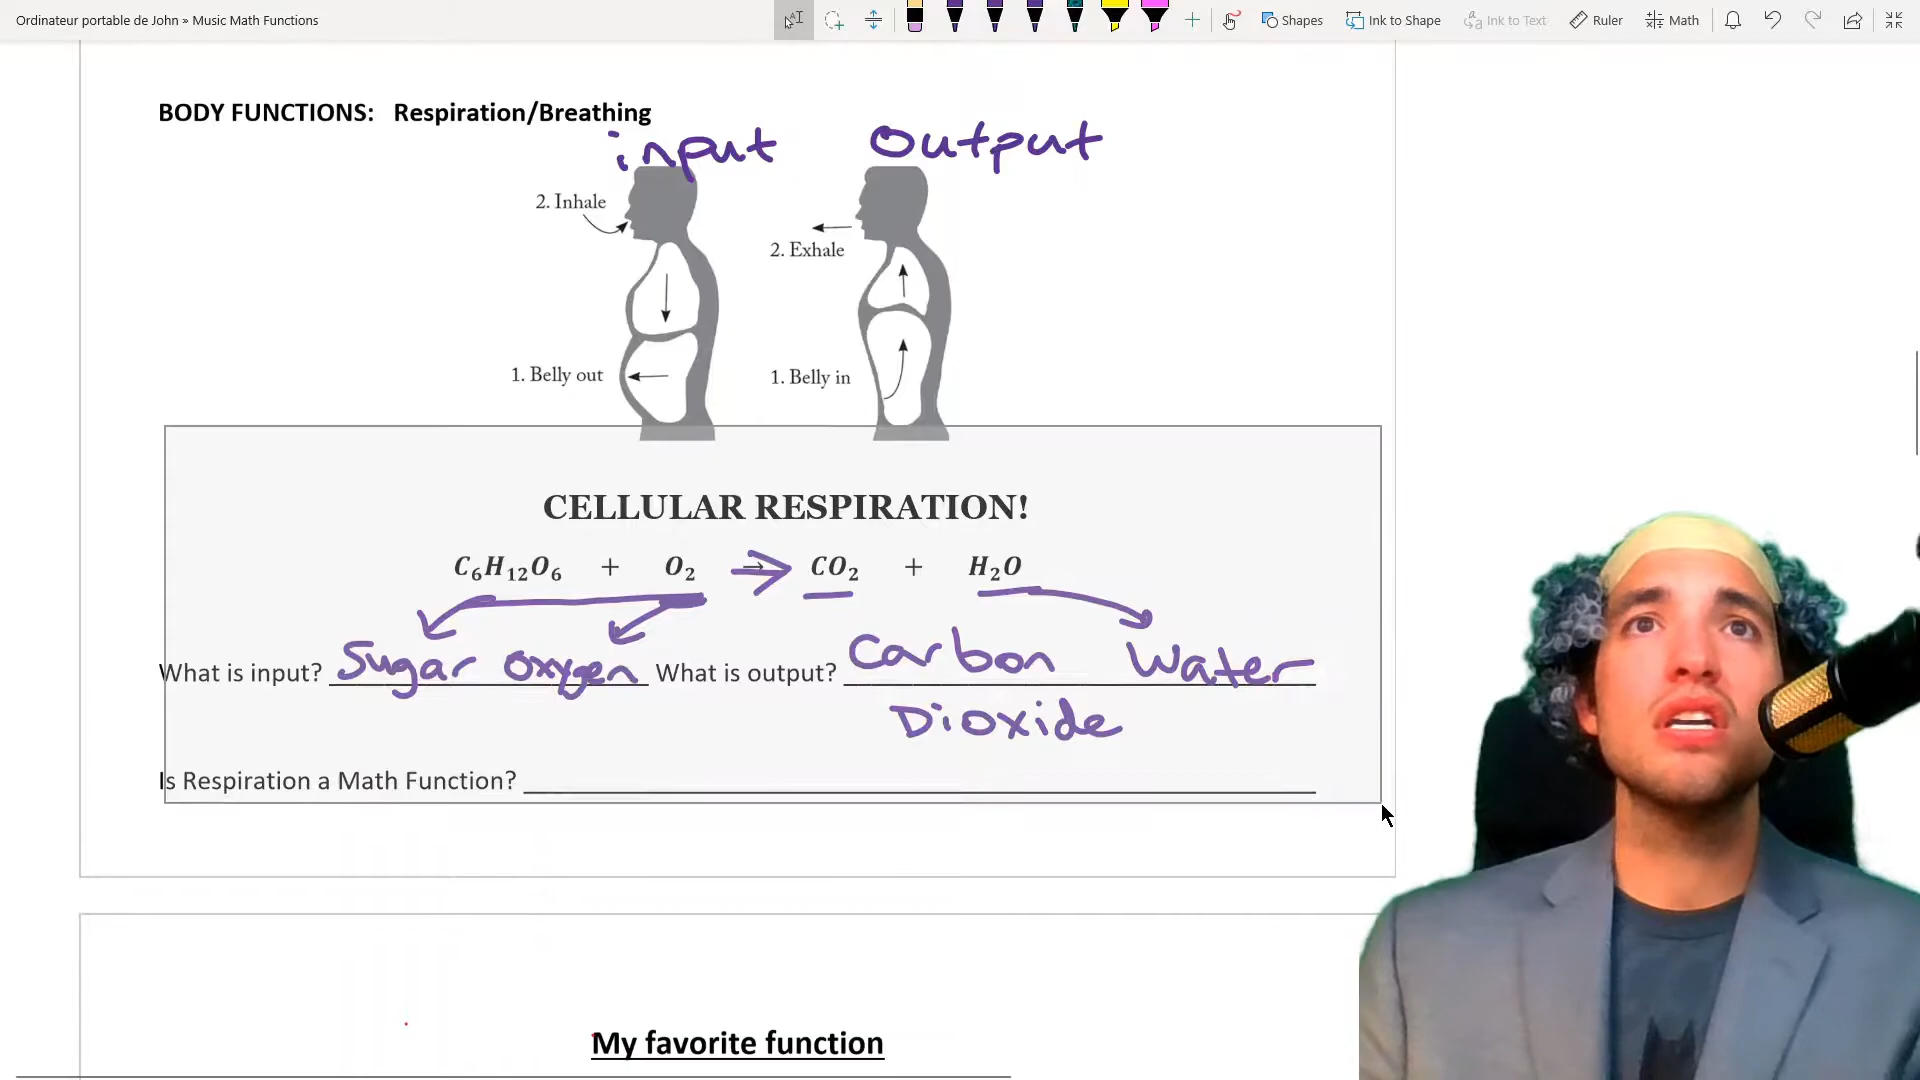 Ordinateur portable de John » Music Math Functions
Shapes Ink to Shape Ink to Text Ruler Math
BODY FUNCTIONS: Respiration/Breathing
input output
2. Inhale
2. Exhale
1. Belly out
1. Belly in
CELLULAR RESPIRATION!
C₆H₁₂O₆ + O₂ → CO₂ + H₂O
What is input? Sugar oxygen What is output? Carbon Water
Dioxide
Is Respiration a Math Function?
My favorite function